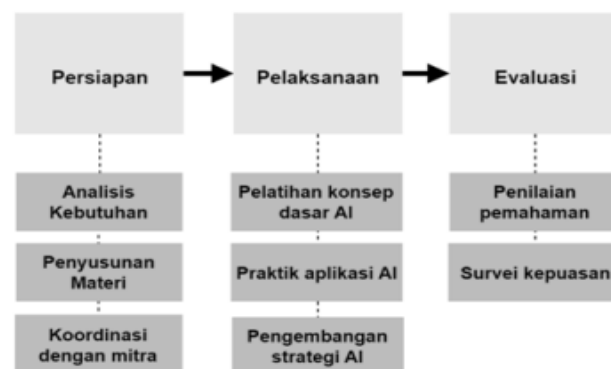 Persiapan
Pelaksanaan
Evaluasi
Analisis
Kebutuhan
Penyusunan
Materi
Koordinasi
dengan mitra
Pelatihan konsep
dasar AI
Praktik aplikasi AI
Pengembangan
strategi AI
Penilaian
pemahaman
Survei kepuasan